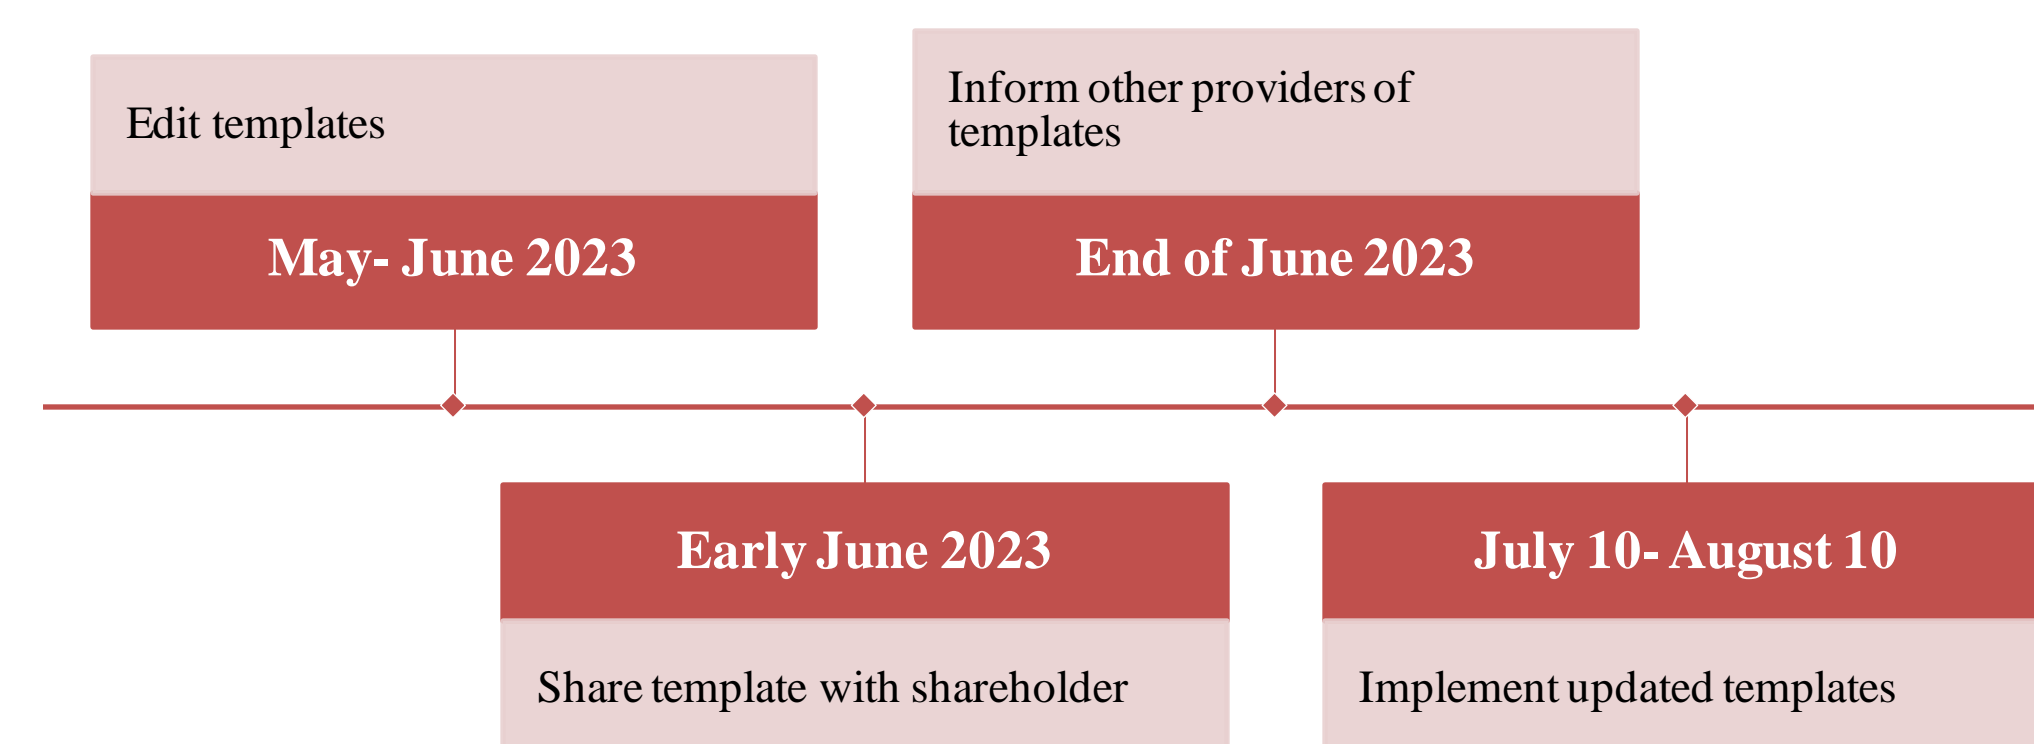 Edit templates
May- June 2023
Inform other providers of
templates
End of June 2023
Early June 2023
Share template with shareholder
July 10- August 10
Implement updated templates